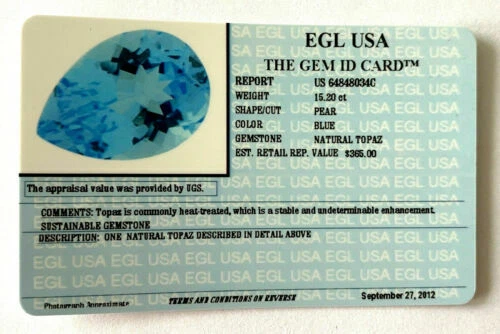 EGL USA
THE GEM ID CARD™
REPORT US 64848034C
WEIGHT 15.20 ct
SHAPE/CUT PEAR
COLOR BLUE
GEMSTONE NATURAL TOPAZ
EST. RETAIL REP. VALUE $365.00
The appraisal value was provided by UGS.
COMMENTS: Topaz is commonly heat-treated, which is a stable and undeterminable enhancement.
SUSTAINABLE GEMSTONE
DESCRIPTION: ONE NATURAL TOPAZ DESCRIBED IN DETAIL ABOVE
Photograph Approximate TERMS AND CONDITIONS ON REVERSE September 27, 2012